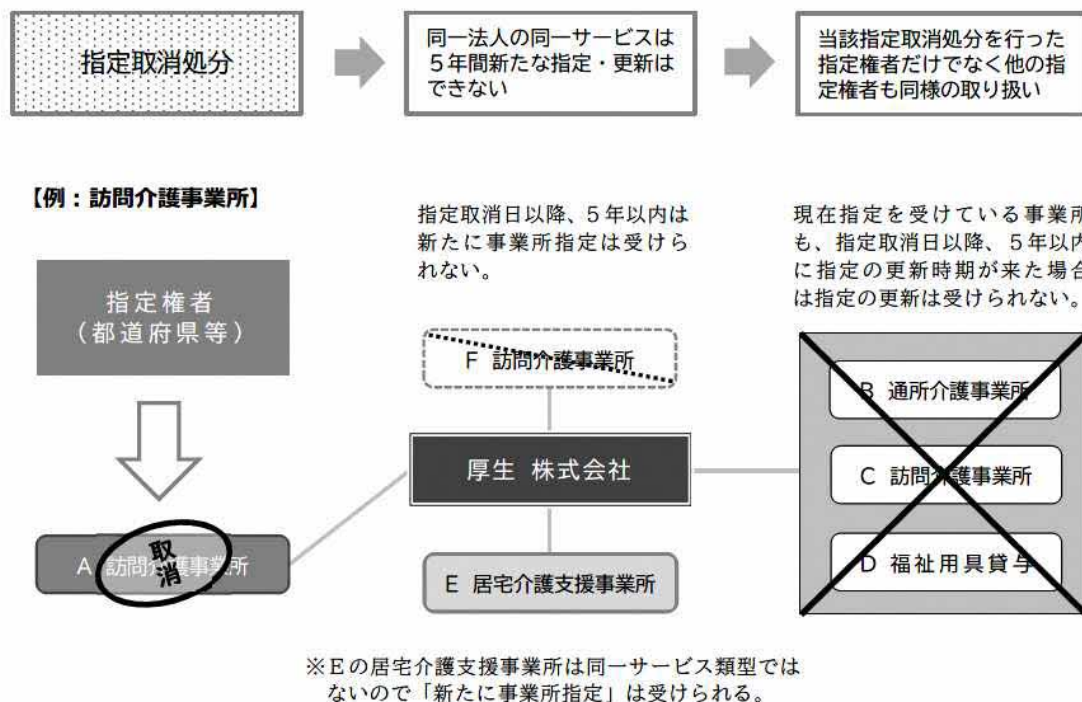 指定取消処分
同一法人の同一サービスは
5年間新たな指定・更新は
できない
当該指定取消処分を行った
指定権者だけでなく他の指
定権者も同様の取り扱い
【例：訪問介護事業所】
指定権者
（都道府県等）
A 訪問介護事業所
取消
指定取消日以降、5年以内は
新たに事業所指定は受けら
れない。
F 訪問介護事業所
厚生 株式会社
E 居宅介護支援事業所
現在指定を受けている事業所
も、指定取消日以降、5年以内
に指定の更新時期が来た場合
は指定の更新は受けられない。
B 通所介護事業所
C 訪問介護事業所
D 福祉用具貸与
※Eの居宅介護支援事業所は同一サービス類型では
ないので「新たに事業所指定」は受けられる。